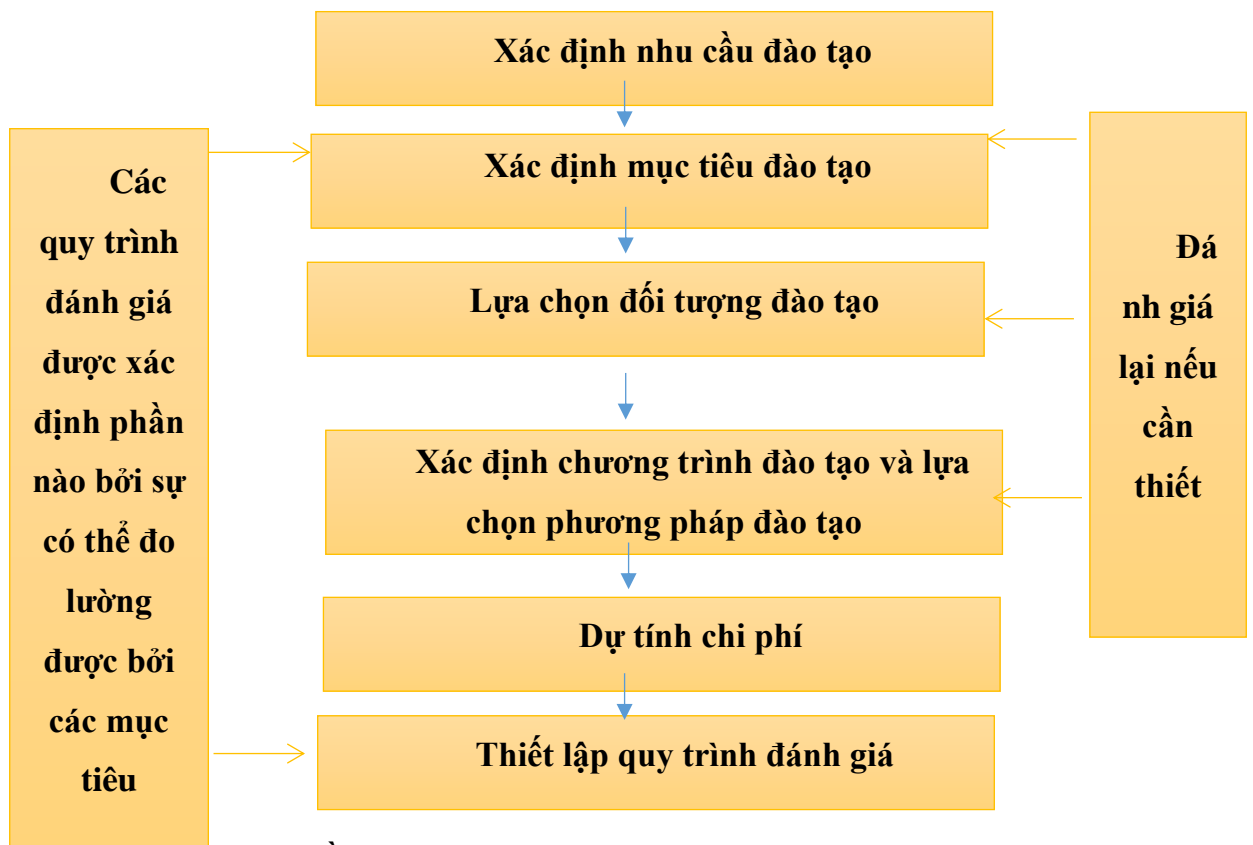 Xác định nhu cầu đào tạo
Các
quy trình
đánh giá
được xác
định phần
nào bởi sự
có thể đo
lường
được bởi
các mục
tiêu
Xác định mục tiêu đào tạo
Lựa chọn đối tượng đào tạo
Xác định chương trình đào tạo và lựa
chọn phương pháp đào tạo
Dự tính chi phí
Thiết lập quy trình đánh giá
Đá
nh giá
lại nếu
cần
thiết